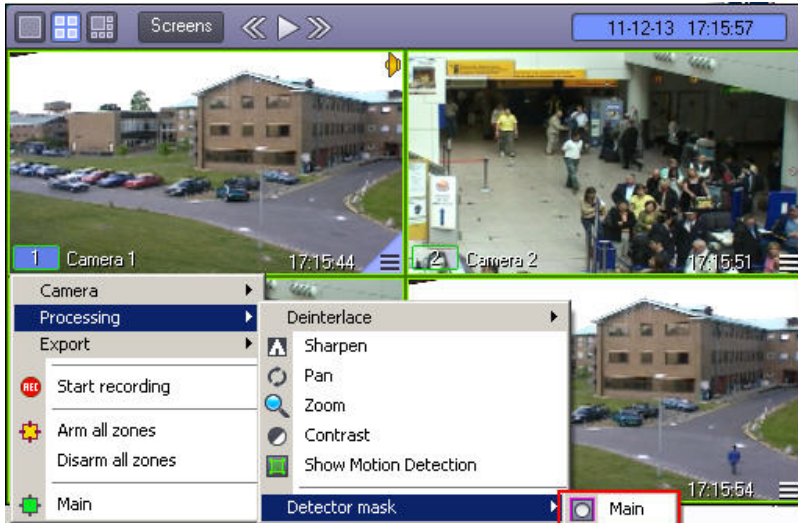 Screens
11-12-13 17:15:57
1 Camera 1 17:15:44
2 Camera 2 17:15:51
Camera
Processing
Export
REC Start recording
Arm all zones
Disarm all zones
Main
Deinterlace
Sharpen
Pan
Zoom
Contrast
Show Motion Detection
Detector mask
Main
17:15:54